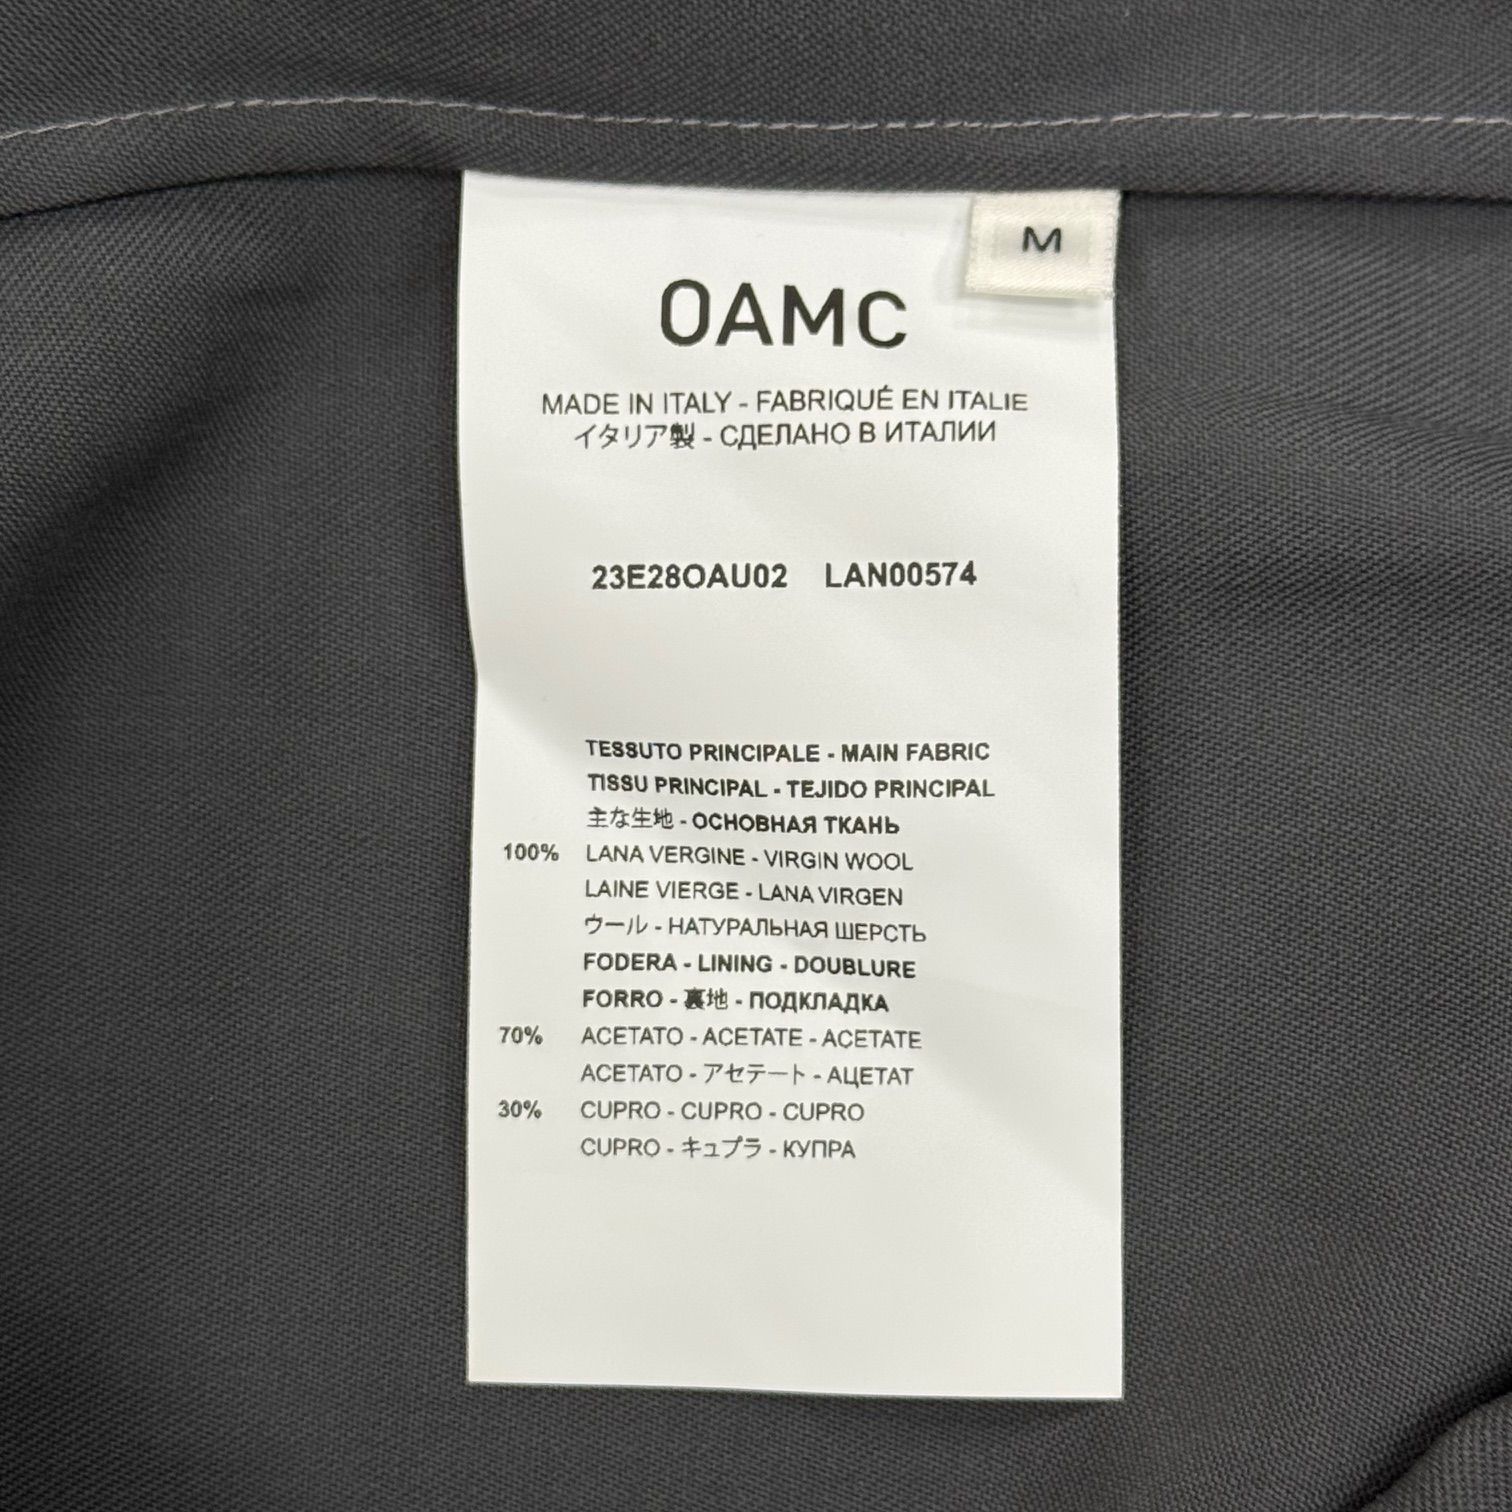 M
OAMC
MADE IN ITALY - FABRIQUÉ EN ITALIE
イタリア製 - СДЕЛАНО В ИТАЛИИ
23E28OAU02 LAN00574
TESSUTO PRINCIPALE - MAIN FABRIC
TISSU PRINCIPAL - TEJIDO PRINCIPAL
主な生地 - ОСНОВНАЯ ТКАНЬ
100% LANA VERGINE - VIRGIN WOOL
LAINE VIERGE - LANA VIRGEN
ウール - НАТУРАЛЬНАЯ ШЕРСТЬ
FODERA - LINING - DOUBLURE
FORRO - 裏地 - ПОДКЛАДКА
70% ACETATO - ACETATE - ACETATE
ACETATO - アセテート - АЦЕТАТ
30% CUPRO - CUPRO - CUPRO
CUPRO - キュプラ - КУПРА